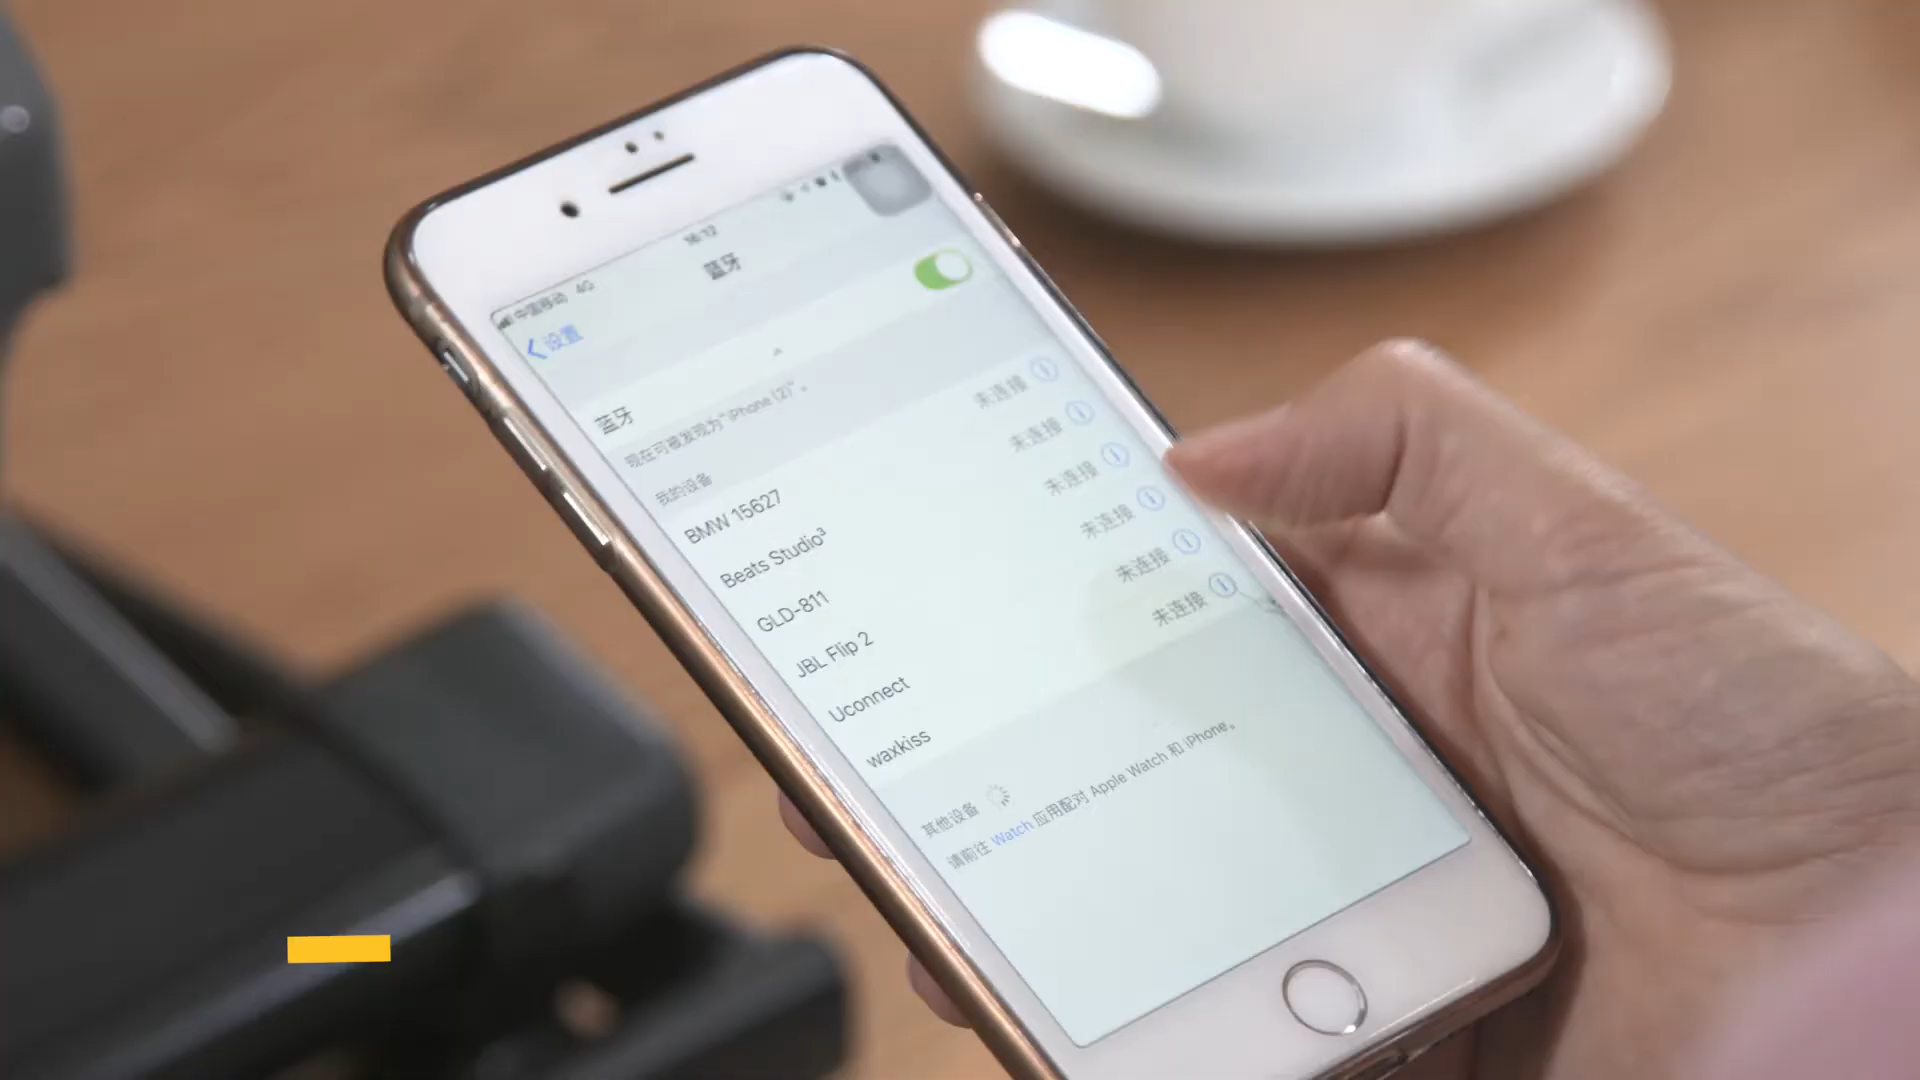 中国移动 4G
16:12
设置
蓝牙
蓝牙
现在可被发现为“iPhone (2)”。
我的设备
BMW 15627 未连接
Beats Studio³ 未连接
GLD-811 未连接
JBL Flip 2 未连接
Uconnect 未连接
waxkiss 未连接
其他设备
请前往 Watch 应用配对 Apple Watch 和 iPhone。